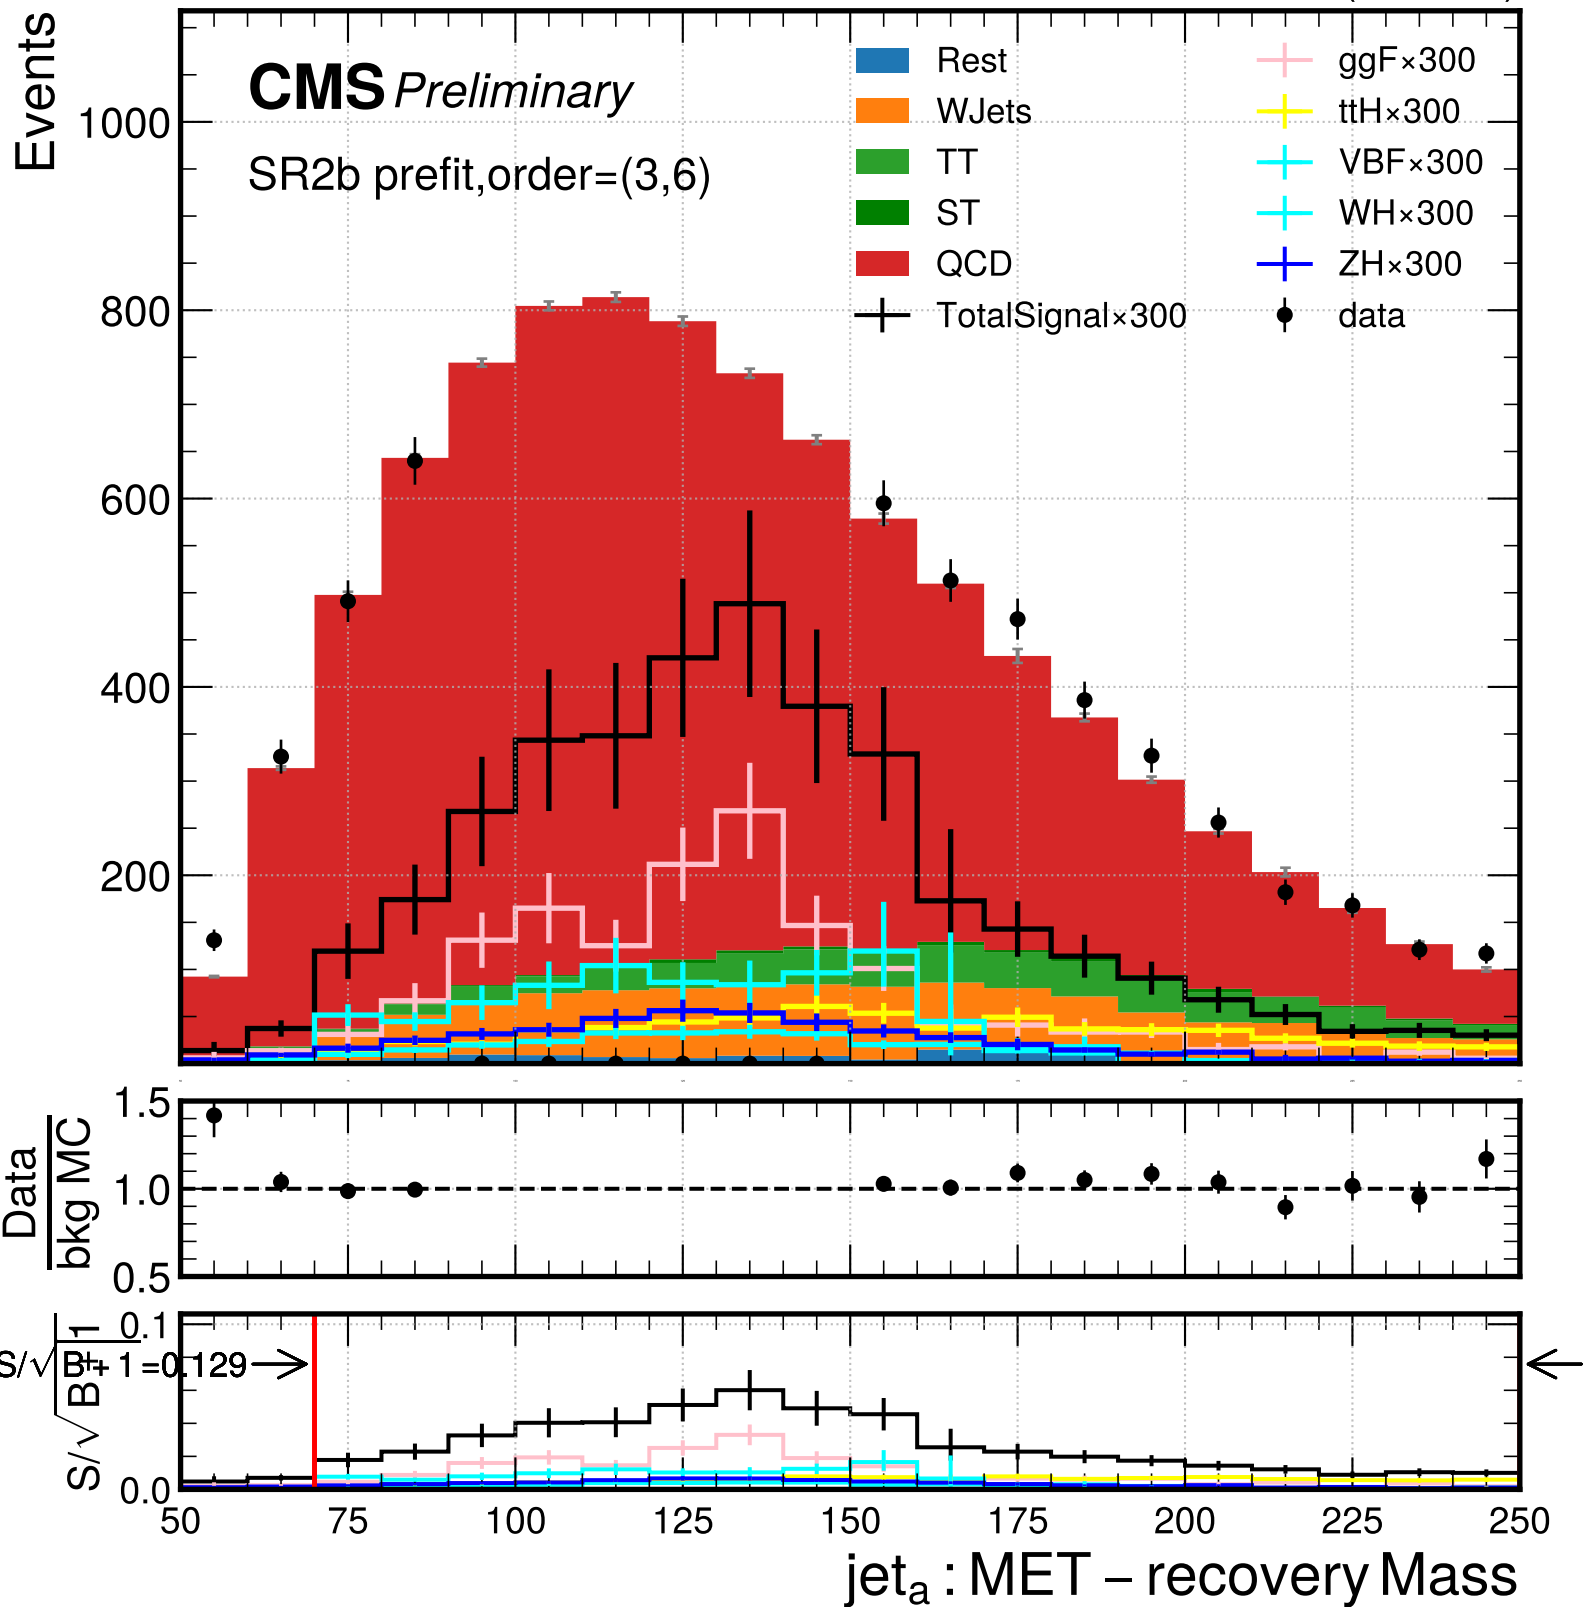 Events
1000
800
600
400
200
CMS Preliminary
SR2b prefit,order=(3,6)
Rest
WJets
TT
ST
QCD
TotalSignal×300
ggF×300
ttH×300
VBF×300
WH×300
ZH×300
data
Data
bkg MC
1.5
1.0
0.5
S/√B+1
S/√B+1=0.129
0.1
0.0
50 75 100 125 150 175 200 225 250
jetₐ : MET – recovery Mass